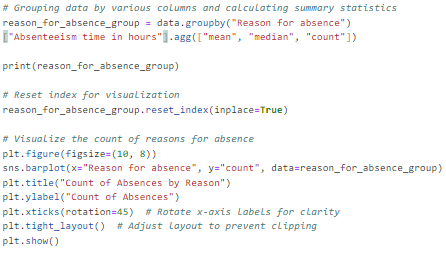 # Grouping data by various columns and calculating summary statistics
reason_for_absence_group = data.groupby("Reason for absence")
["Absenteeism time in hours"].agg(["mean", "median", "count"])
print(reason_for_absence_group)
# Reset index for visualization
reason_for_absence_group.reset_index(inplace=True)
# Visualize the count of reasons for absence
plt.figure(figsize=(10, 8))
sns.barplot(x="Reason for absence", y="count", data=reason_for_absence_group)
plt.title("Count of Absences by Reason")
plt.ylabel("Count of Absences")
plt.xticks(rotation=45)  # Rotate x-axis labels for clarity
plt.tight_layout()  # Adjust layout to prevent clipping
plt.show()